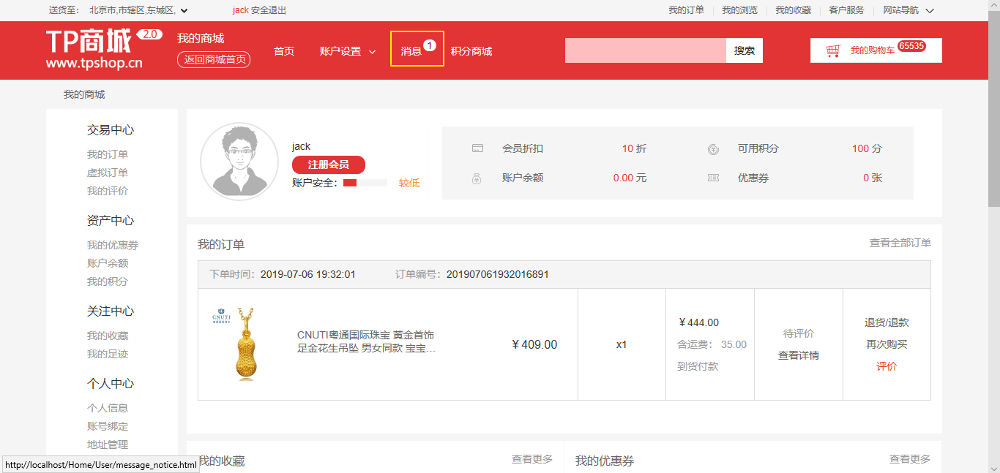 送货至： 北京市,市辖区,东城区, jack 安全退出 我的订单 我的浏览 我的收藏 客户服务 网站导航
TP商城 2.0
www.tpshop.cn
我的商城
返回商城首页
首页 账户设置 消息 1 积分商城 搜索 我的购物车 65535
我的商城
交易中心
我的订单
虚拟订单
我的评价
资产中心
我的优惠券
账户余额
我的积分
关注中心
我的收藏
我的足迹
个人中心
个人信息
账号绑定
地址管理
jack
注册会员
账户安全： 较低
会员折扣 10 折 可用积分 100 分
账户余额 0.00 元 优惠券 0 张
我的订单 查看全部订单
下单时间：2019-07-06 19:32:01 订单编号：201907061932016891
CNUTI
CNUTI粤通国际珠宝 黄金首饰
足金花生吊坠 男女同款 宝宝…
￥409.00
x1
￥444.00
含运费： 35.00
到货付款
待评价
查看详情
退货/退款
再次购买
评价
我的收藏 查看更多 我的优惠券 查看更多
http://localhost/Home/User/message_notice.html